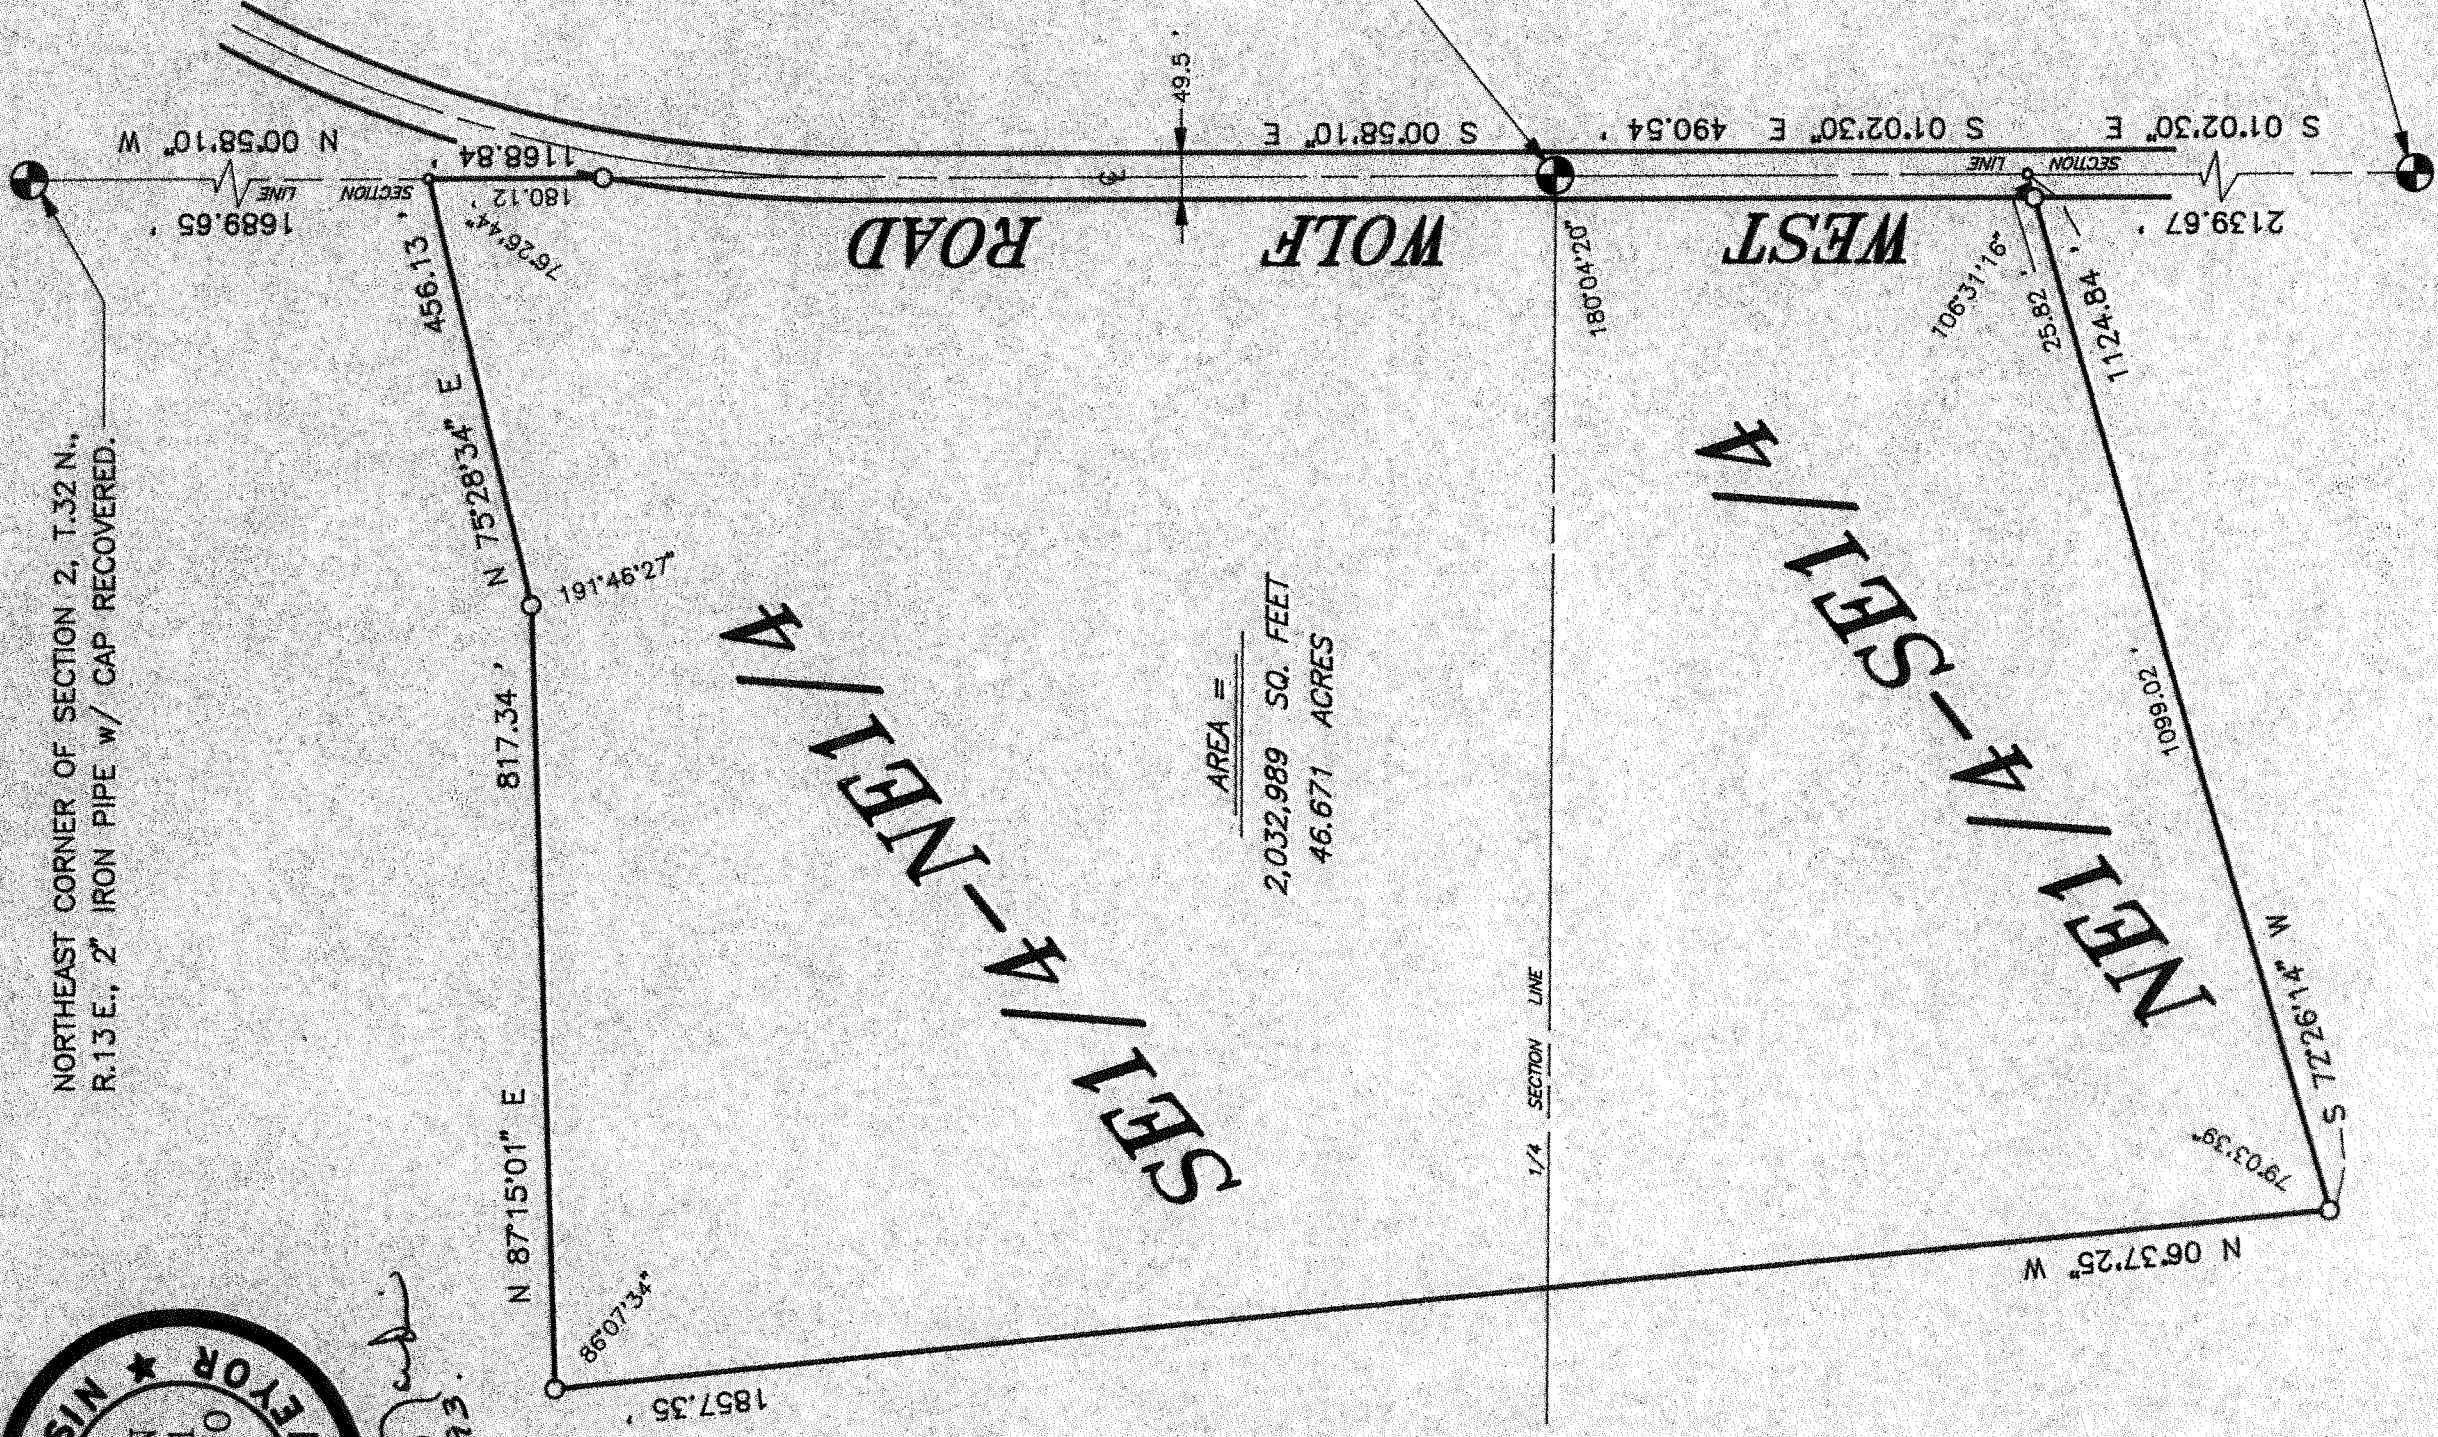 NORTHEAST CORNER OF SECTION 2, T.32 N.,
R.13 E., 2" IRON PIPE w/ CAP RECOVERED.
N 00°58'10" W
1689.65 '
SECTION LINE
1168.84 '
180.12 '
76°26'44"
456.13 '
N 75°28'34" E
191°46'27"
817.34 '
N 87°15'01" E
86°07'34"
1857.35 '
N 06°37'25" W
79°03'39"
S 77°26'14" W
1099.02 '
1124.84 '
25.82 '
106°31'16"
2139.67 '
SECTION LINE
S 01°02'30" E
S 01°02'30" E 490.54 '
180°04'20"
S 00°58'10" E
49.5 '
WEST WOLF ROAD
SE1/4-NE1/4
NE1/4-SE1/4
AREA =
2,032,989 SQ. FEET
46.671 ACRES
1/4 SECTION LINE